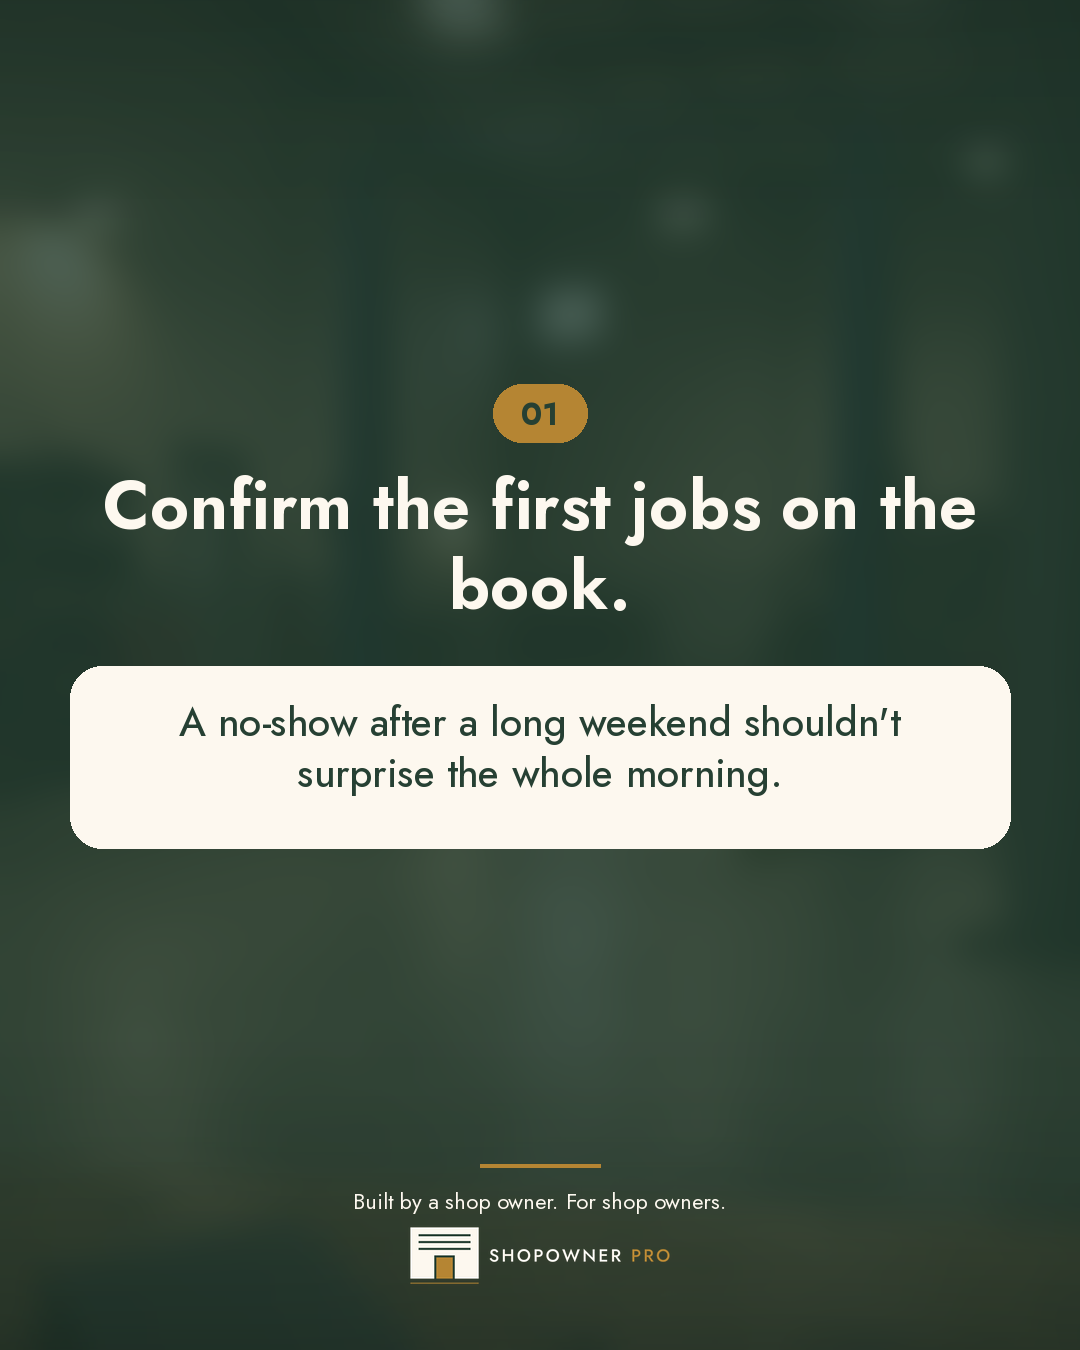 01
Confirm the first jobs on the
book.
A no-show after a long weekend shouldn't
surprise the whole morning.
Built by a shop owner. For shop owners.
SHOPOWNER PRO